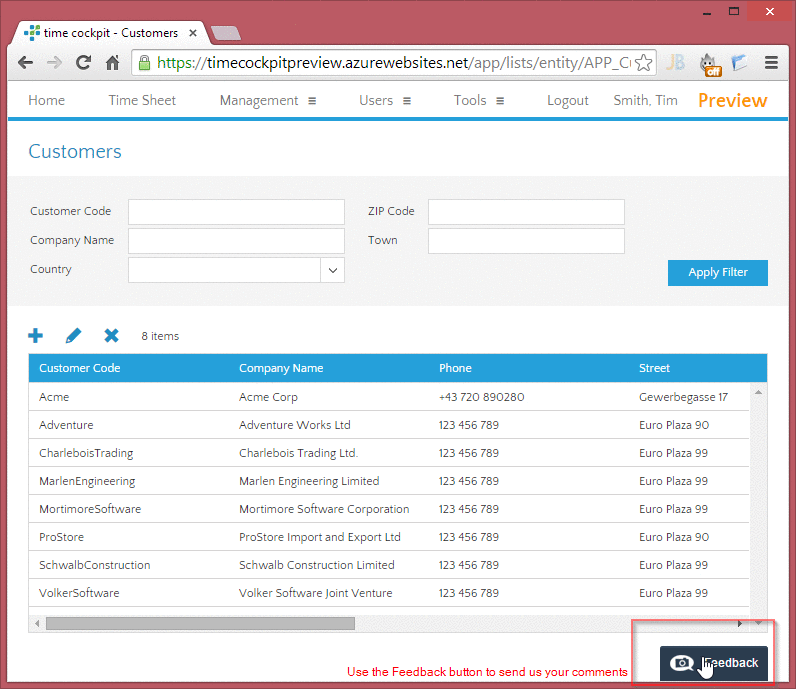 time cockpit - Customers
https://timecockpitpreview.azurewebsites.net/app/lists/entity/APP_C
JB off
Home Time Sheet Management Users Tools Logout Smith, Tim Preview
Customers
Customer Code ZIP Code
Company Name Town
Country
Apply Filter
8 items
Customer Code Company Name Phone Street
Acme Acme Corp +43 720 890280 Gewerbegasse 17
Adventure Adventure Works Ltd 123 456 789 Euro Plaza 90
CharleboisTrading Charlebois Trading Ltd. 123 456 789 Euro Plaza 99
MarlenEngineering Marlen Engineering Limited 123 456 789 Euro Plaza 99
MortimoreSoftware Mortimore Software Corporation 123 456 789 Euro Plaza 99
ProStore ProStore Import and Export Ltd 123 456 789 Euro Plaza 90
SchwalbConstruction Schwalb Construction Limited 123 456 789 Euro Plaza 99
VolkerSoftware Volker Software Joint Venture 123 456 789 Euro Plaza 99
Feedback
Use the Feedback button to send us your comments